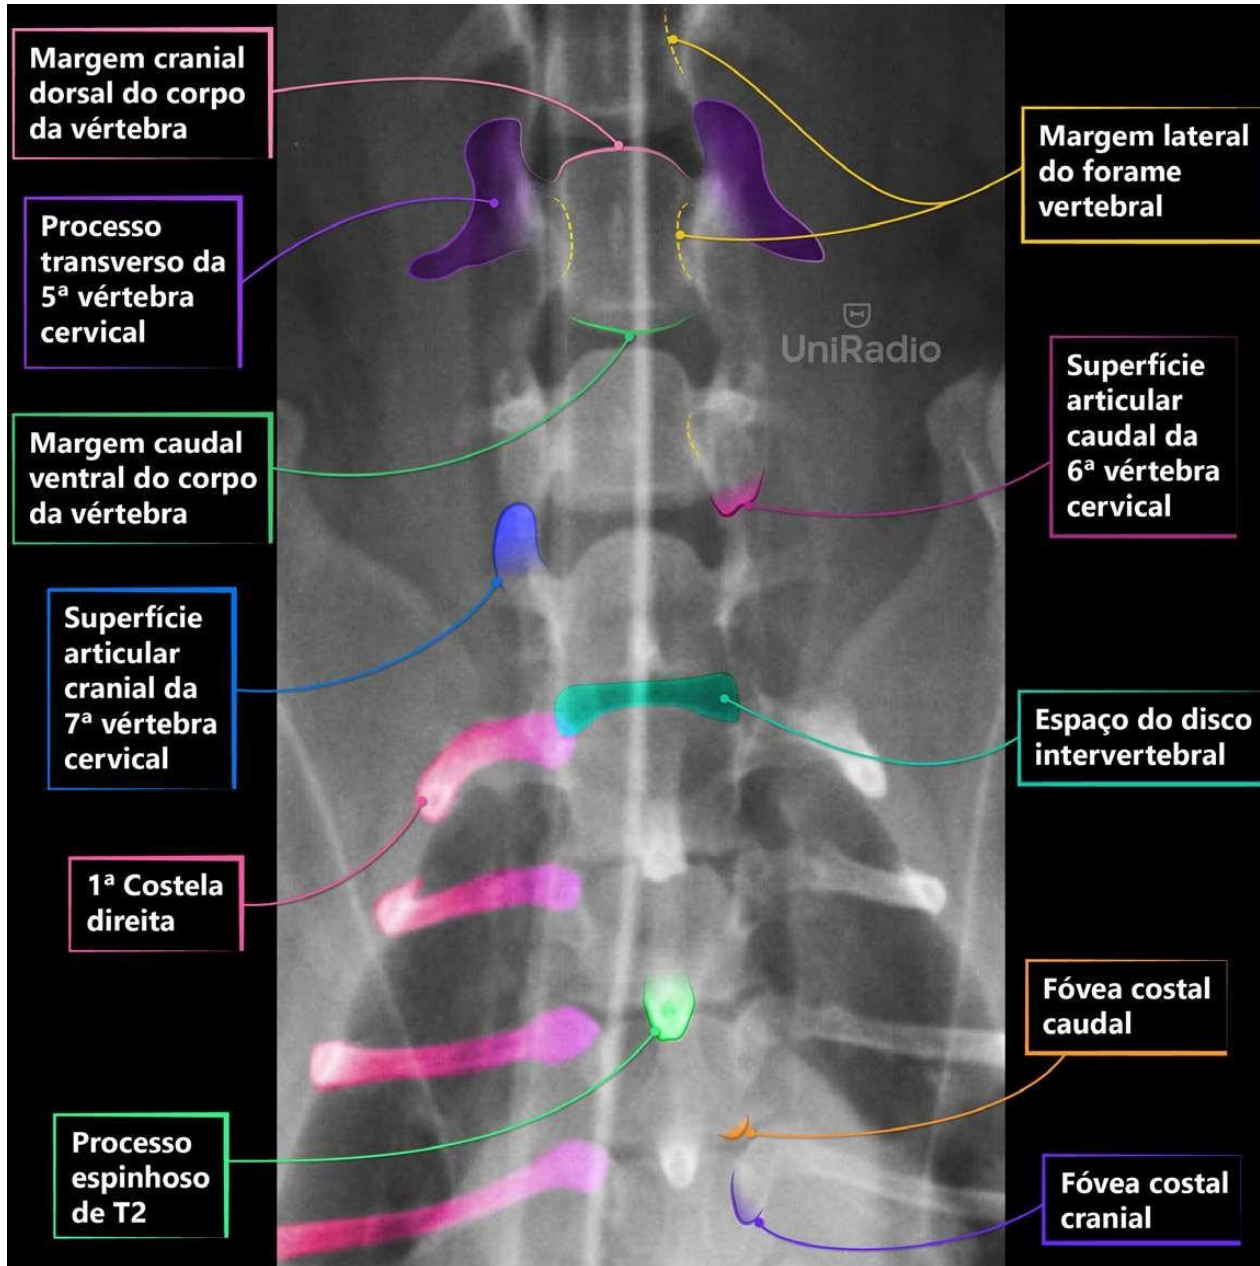 Margem cranial
dorsal do corpo
da vértebra
Processo
transverso da
5ª vértebra
cervical
Margem caudal
ventral do corpo
da vértebra
Superfície
articular
cranial da
7ª vértebra
cervical
1ª Costela
direita
Processo
espinhoso
de T2
Margem lateral
do forame
vertebral
UniRadio
Superfície
articular
caudal da
6ª vértebra
cervical
Espaço do disco
intervertebral
Fóvea costal
caudal
Fóvea costal
cranial